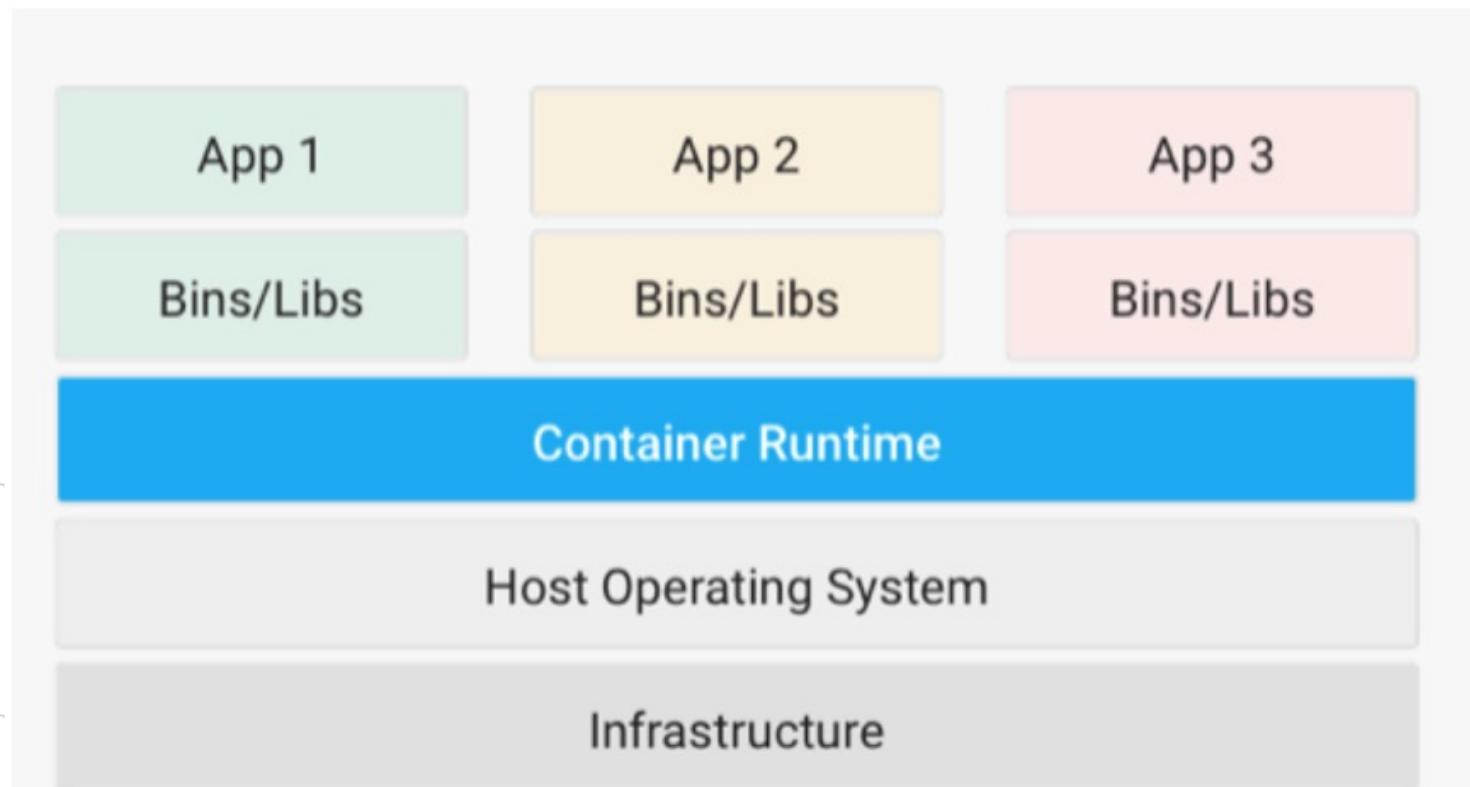 App 1
App 2
App 3
Bins/Libs
Bins/Libs
Bins/Libs
Container Runtime
Host Operating System
Infrastructure